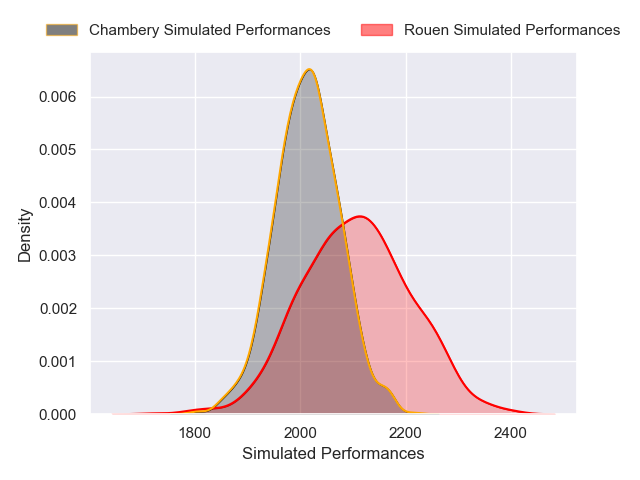 Chambery Simulated Performances
Rouen Simulated Performances
0.006
0.005
0.004
0.003
0.002
0.001
0.000
Density
1800
2000
2200
2400
Simulated Performances